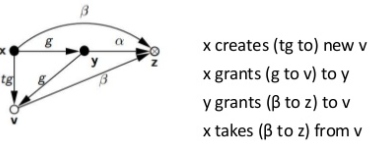 β
x g y α z
tg g β
v
x creates (tg to) new v
x grants (g to v) to y
y grants (β to z) to v
x takes (β to z) from v